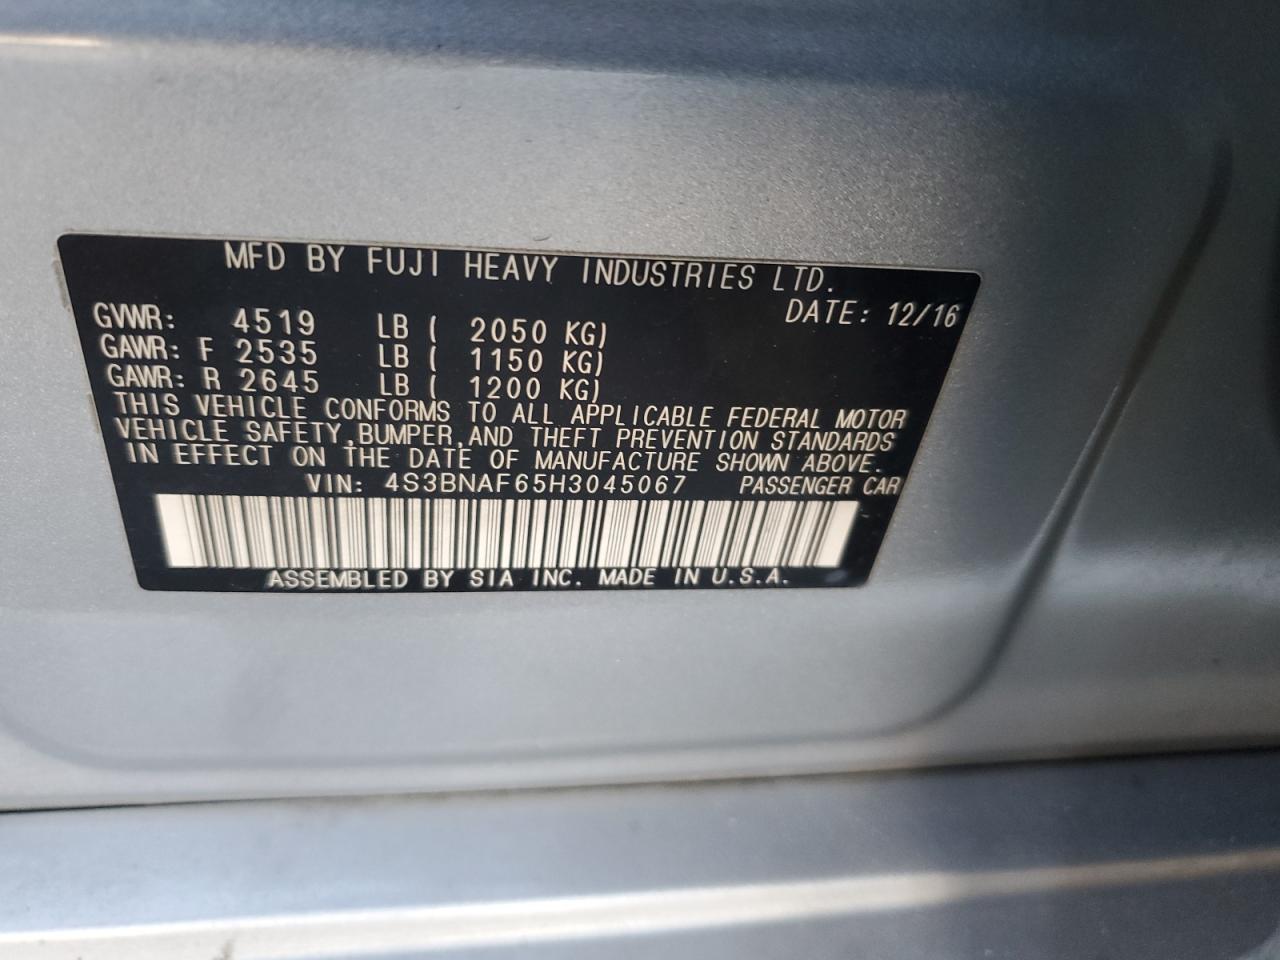 MFD BY FUJI HEAVY INDUSTRIES LTD.
DATE: 12/16
GVWR: 4519 LB ( 2050 KG)
GAWR: F 2535 LB ( 1150 KG)
GAWR: R 2645 LB ( 1200 KG)
THIS VEHICLE CONFORMS TO ALL APPLICABLE FEDERAL MOTOR
VEHICLE SAFETY,BUMPER,AND THEFT PREVENTION STANDARDS
IN EFFECT ON THE DATE OF MANUFACTURE SHOWN ABOVE.
VIN: 4S3BNAF65H3045067 PASSENGER CAR
ASSEMBLED BY SIA INC. MADE IN U.S.A.